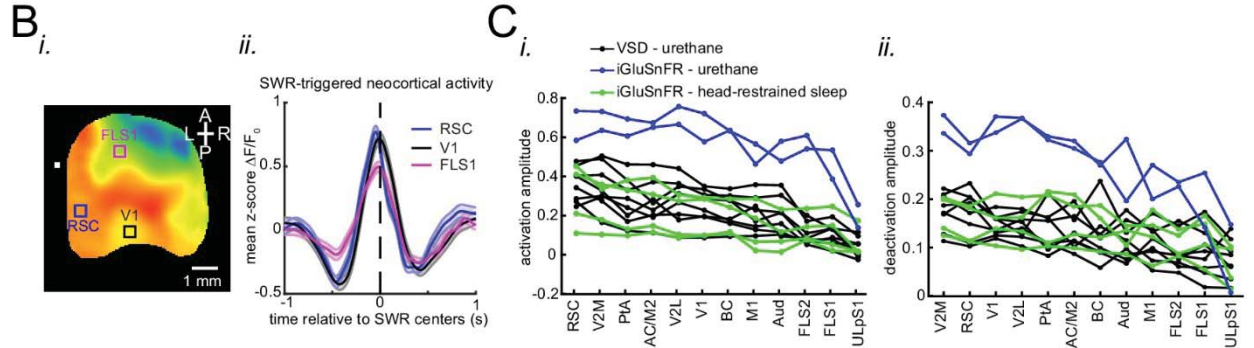 B
i.
A
L R
P
FLS1
RSC
V1
1 mm
ii.
SWR-triggered neocortical activity
mean z-score ΔF/F₀
1
0.5
0
-0.5
RSC
V1
FLS1
-1 0 1
time relative to SWR centers (s)
C
i.
VSD - urethane
iGluSnFR - urethane
iGluSnFR - head-restrained sleep
activation amplitude
0.8
0.6
0.4
0.2
0
-0.2
RSC
V2M
PtA
AC/M2
V2L
V1
BC
M1
Aud
FLS2
FLS1
ULpS1
ii.
deactivation amplitude
0.4
0.3
0.2
0.1
0
V2M
RSC
V1
V2L
PtA
AC/M2
BC
Aud
M1
FLS2
FLS1
ULpS1